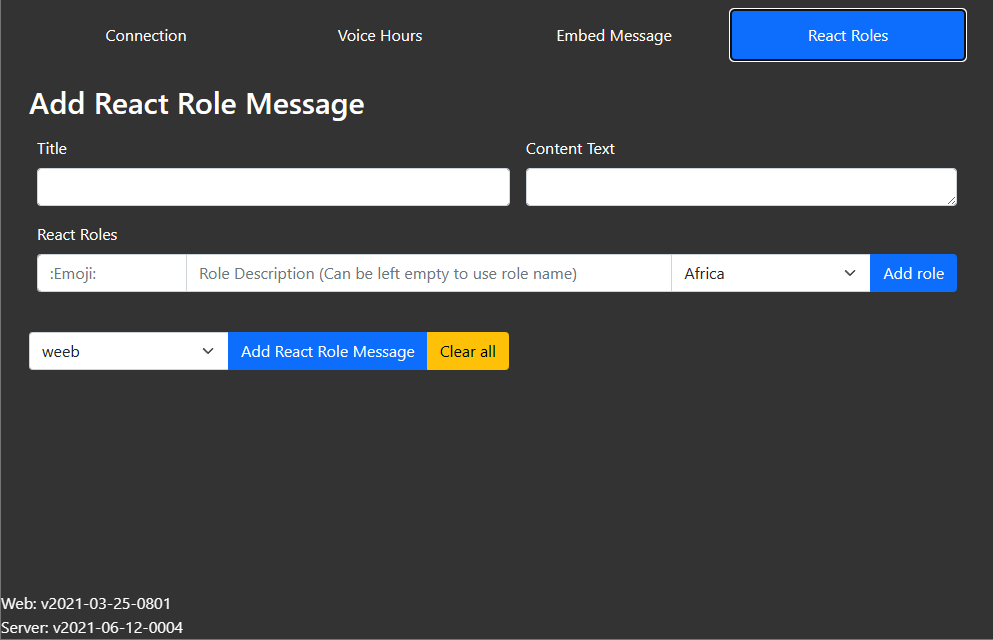 Connection Voice Hours Embed Message React Roles
Add React Role Message
Title Content Text
React Roles
:Emoji: Role Description (Can be left empty to use role name) Africa Add role
weeb Add React Role Message Clear all
Web: v2021-03-25-0801
Server: v2021-06-12-0004